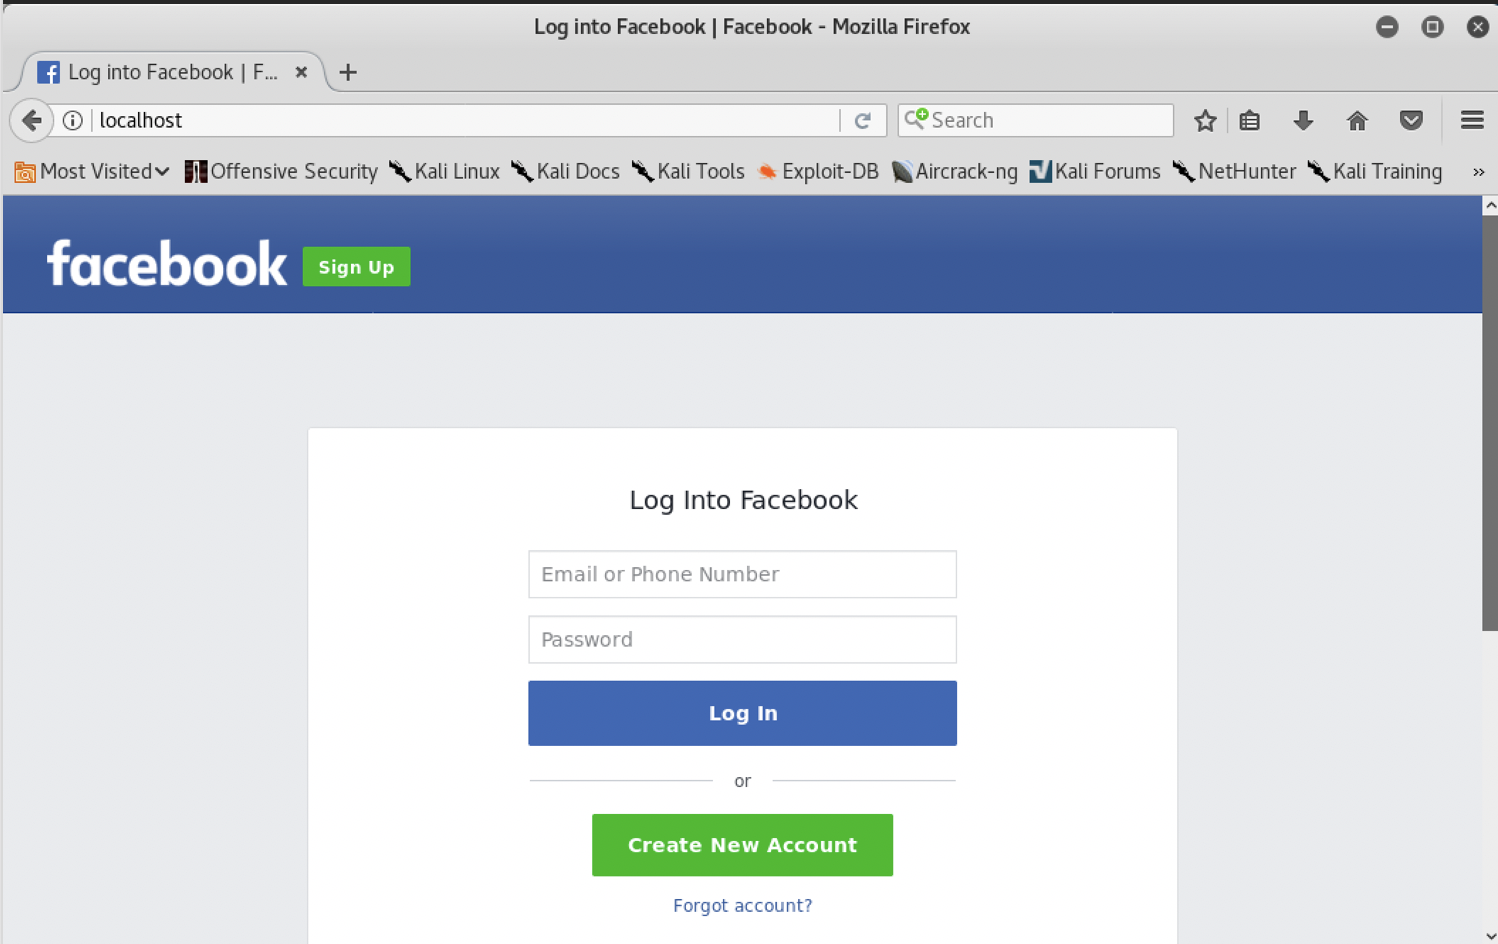 Log into Facebook | Facebook - Mozilla Firefox
Log into Facebook | F...
localhost
Search
Most Visited Offensive Security Kali Linux Kali Docs Kali Tools Exploit-DB Aircrack-ng Kali Forums NetHunter Kali Training »
facebook Sign Up
Log Into Facebook
Email or Phone Number
Password
Log In
or
Create New Account
Forgot account?